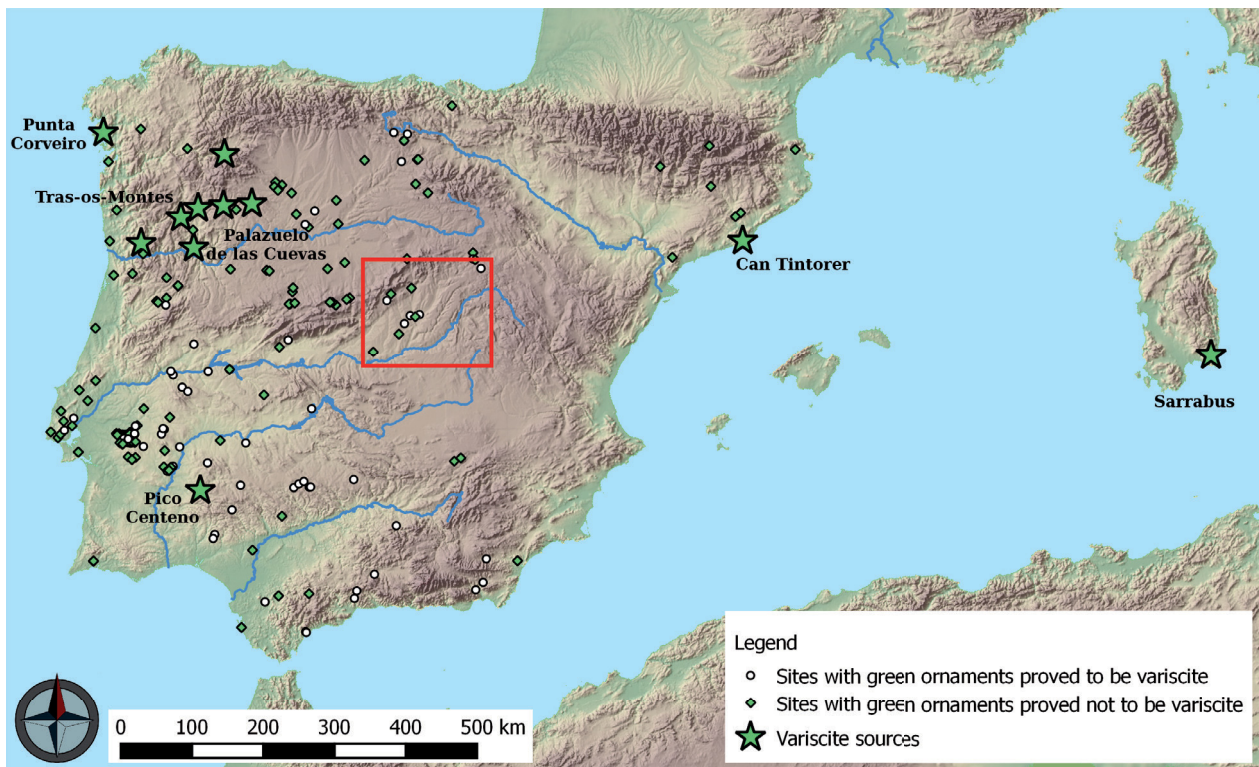 Punta
Corveiro
Tras-os-Montes
Palazuelo
de las Cuevas
Can Tintorer
Sarrabus
Pico
Centeno
Legend
Sites with green ornaments proved to be variscite
Sites with green ornaments proved not to be variscite
Variscite sources
0 100 200 300 400 500 km